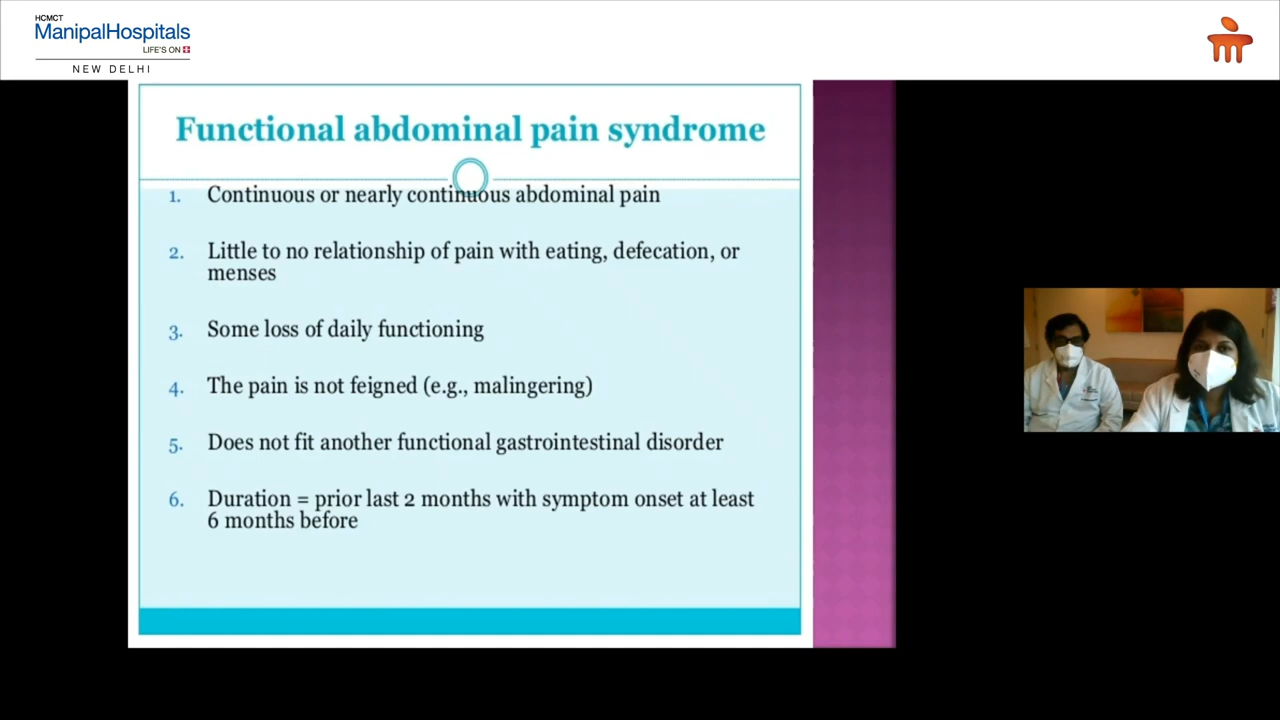 HCMCT
ManipalHospitals
LIFE'S ON
NEW DELHI
Functional abdominal pain syndrome
1. Continuous or nearly continuous abdominal pain
2. Little to no relationship of pain with eating, defecation, or
menses
3. Some loss of daily functioning
4. The pain is not feigned (e.g., malingering)
5. Does not fit another functional gastrointestinal disorder
6. Duration = prior last 2 months with symptom onset at least
6 months before